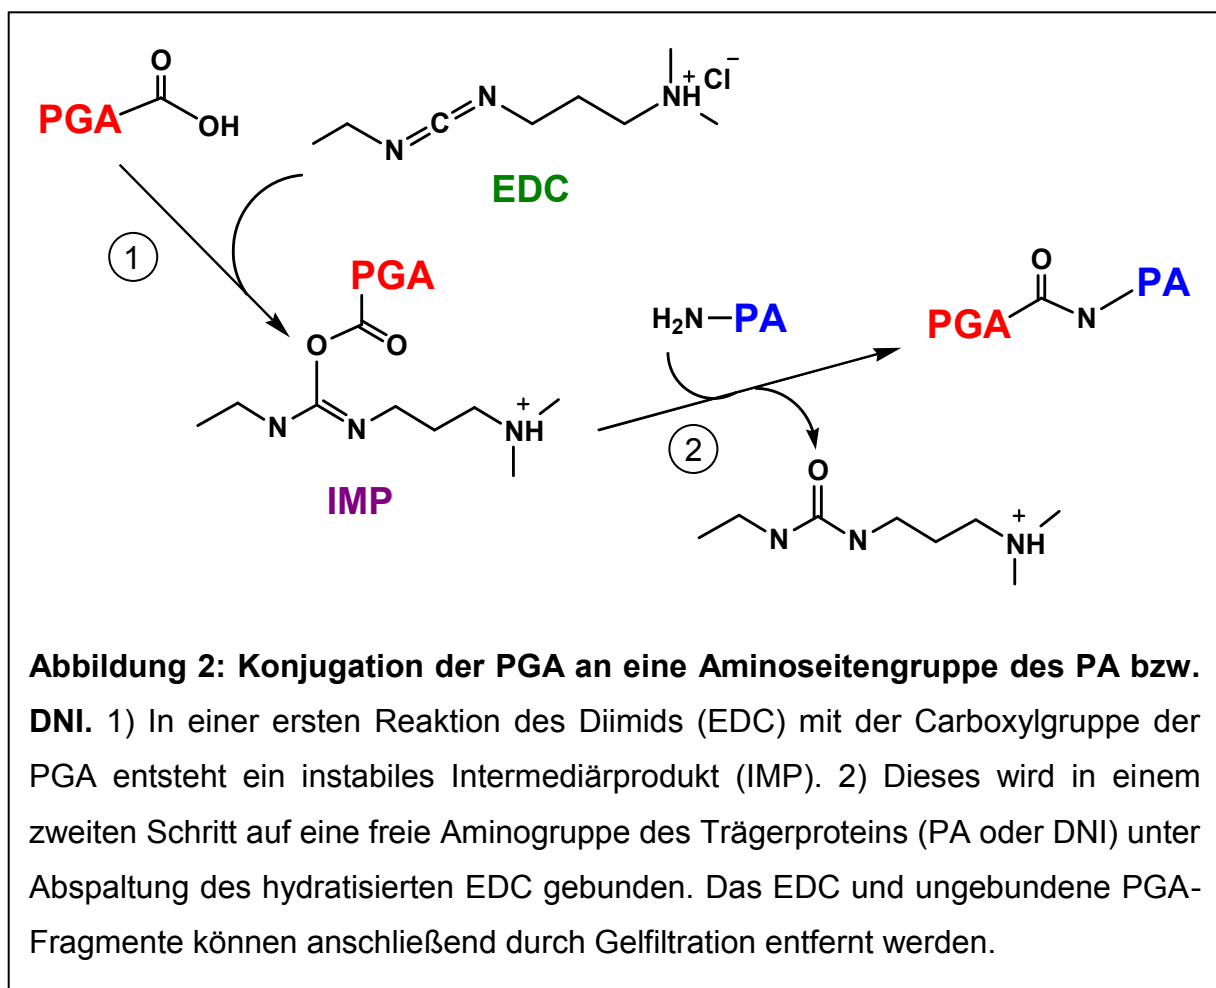 O
PGA
OH
N
C
N
NH
+
Cl
−
EDC
1
PGA
O
O
N
N
NH
+
IMP
H2N
PA
2
O
PGA
N
PA
O
N
N
NH
+
Abbildung 2: Konjugation der PGA an eine Aminoseitengruppe des PA bzw.
DNI. 1) In einer ersten Reaktion des Diimids (EDC) mit der Carboxylgruppe der
PGA entsteht ein instabiles Intermediärprodukt (IMP). 2) Dieses wird in einem
zweiten Schritt auf eine freie Aminogruppe des Trägerproteins (PA oder DNI) unter
Abspaltung des hydratisierten EDC gebunden. Das EDC und ungebundene PGA-
Fragmente können anschließend durch Gelfiltration entfernt werden.